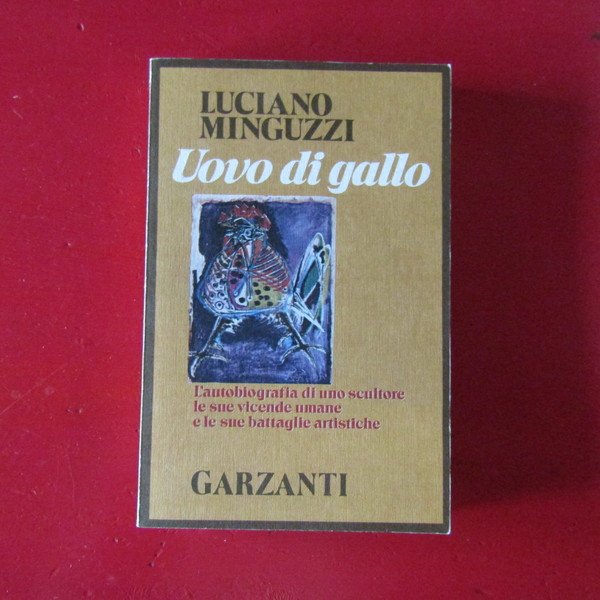 LUCIANO
MINGUZZI
Uovo di gallo
L'autobiografia di uno scultore
le sue vicende umane
e le sue battaglie artistiche
GARZANTI